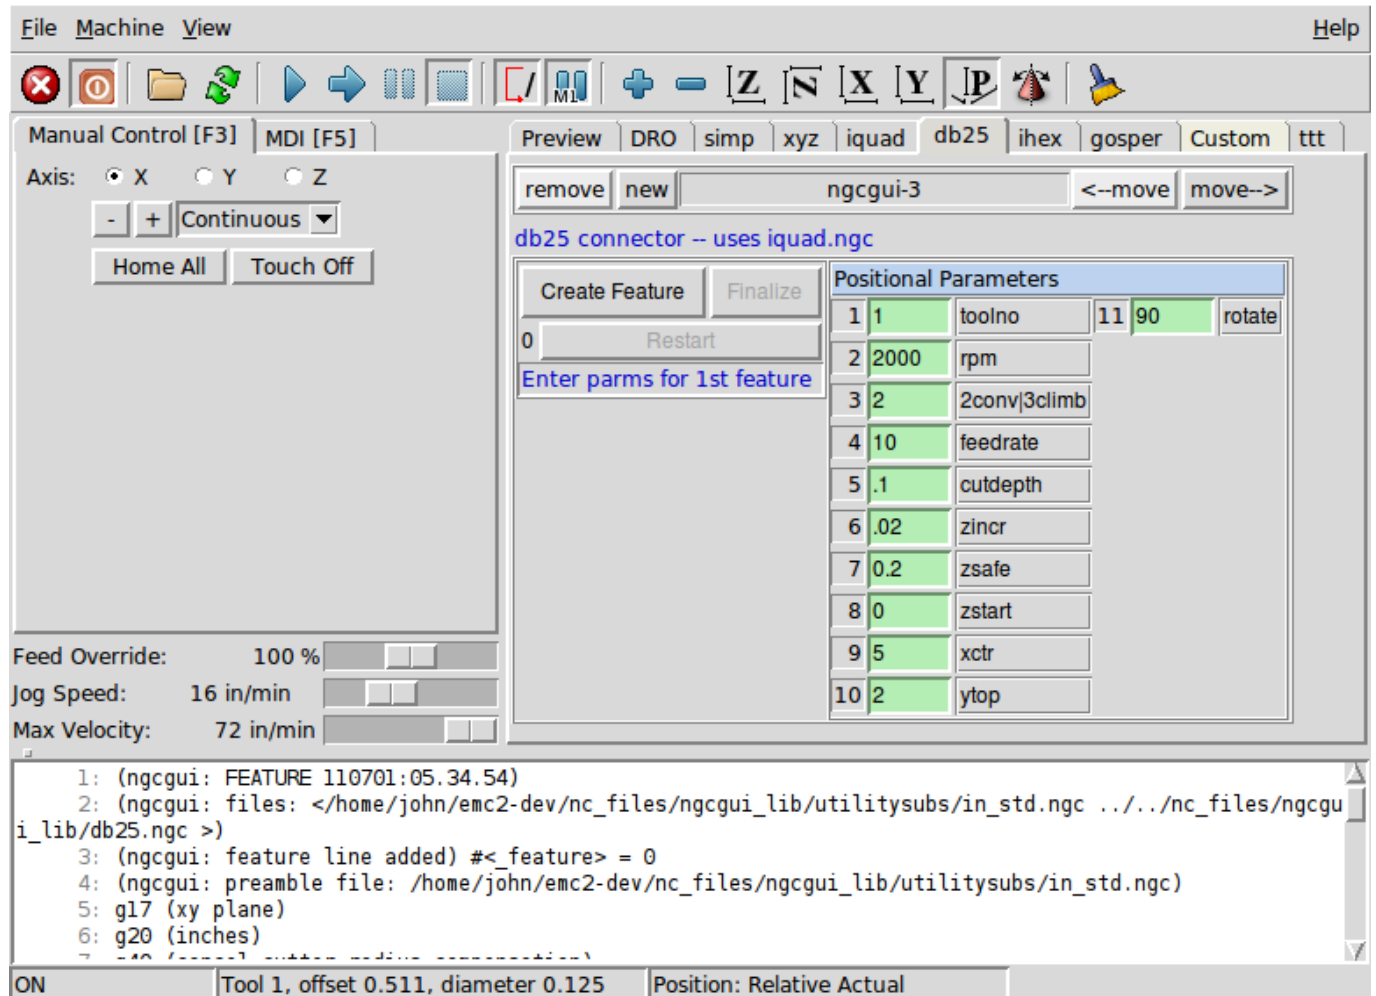 File Machine View Help
M1 Z N X Y P
Manual Control [F3] MDI [F5]
Preview DRO simp xyz iquad db25 ihex gosper Custom ttt
Axis: X Y Z
- + Continuous
Home All Touch Off
remove new ngcgui-3 <--move move-->
db25 connector -- uses iquad.ngc
Create Feature Finalize
0 Restart
Enter parms for 1st feature
Positional Parameters
1 1 toolno 11 90 rotate
2 2000 rpm
3 2 2conv|3climb
4 10 feedrate
5 .1 cutdepth
6 .02 zincr
7 0.2 zsafe
8 0 zstart
9 5 xctr
10 2 ytop
Feed Override: 100 %
Jog Speed: 16 in/min
Max Velocity: 72 in/min
1: (ngcgui: FEATURE 110701:05.34.54)
2: (ngcgui: files: </home/john/emc2-dev/nc_files/ngcgui_lib/utilitysubs/in_std.ngc ../../nc_files/ngcgu
i_lib/db25.ngc >)
3: (ngcgui: feature line added) #<_feature> = 0
4: (ngcgui: preamble file: /home/john/emc2-dev/nc_files/ngcgui_lib/utilitysubs/in_std.ngc)
5: g17 (xy plane)
6: g20 (inches)
7: g40 (cancel cutter radius compensation)
ON Tool 1, offset 0.511, diameter 0.125 Position: Relative Actual